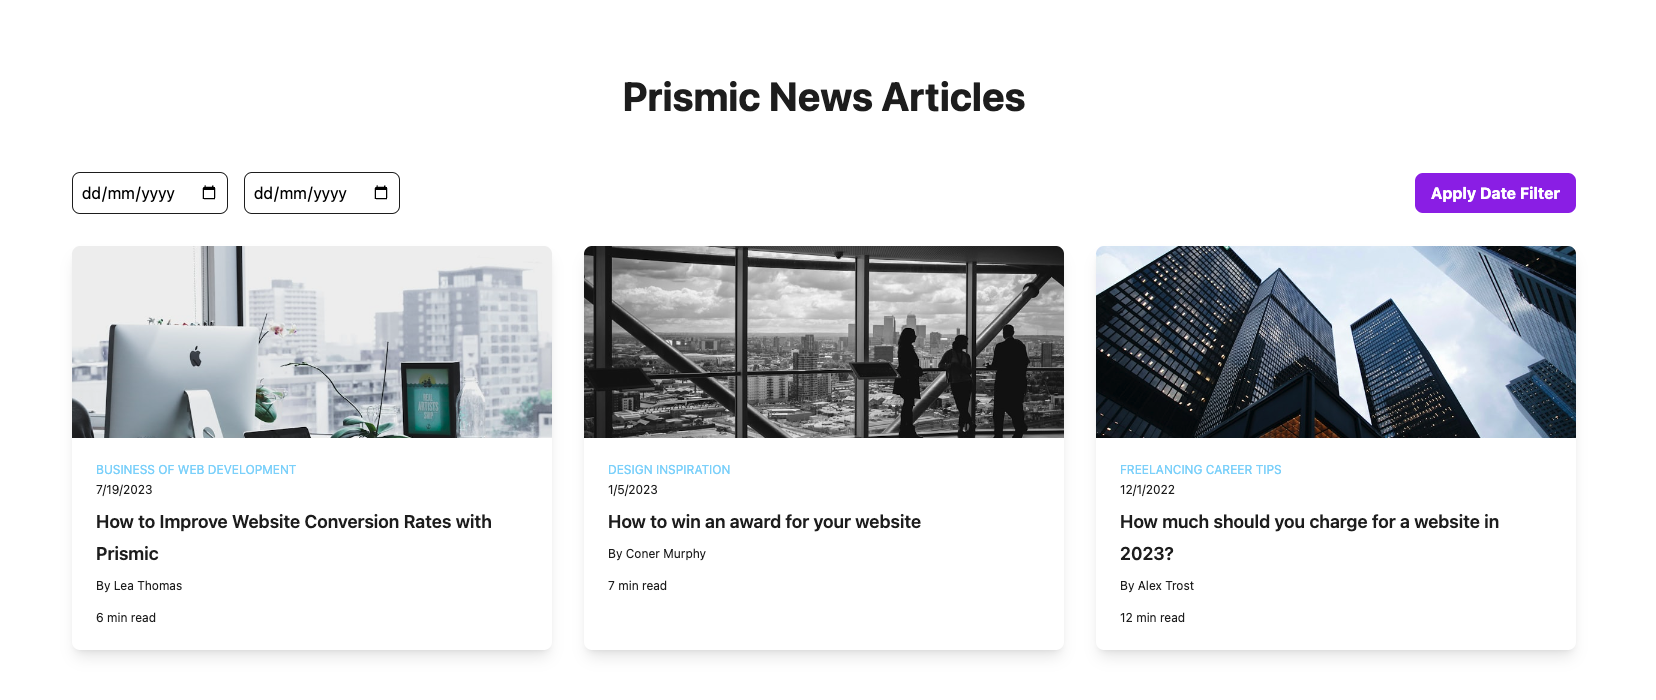 Prismic News Articles
dd/mm/yyyy
dd/mm/yyyy
Apply Date Filter
REAL
ARTISTS
SHIP
BUSINESS OF WEB DEVELOPMENT
7/19/2023
How to Improve Website Conversion Rates with
Prismic
By Lea Thomas
6 min read
DESIGN INSPIRATION
1/5/2023
How to win an award for your website
By Coner Murphy
7 min read
FREELANCING CAREER TIPS
12/1/2022
How much should you charge for a website in
2023?
By Alex Trost
12 min read